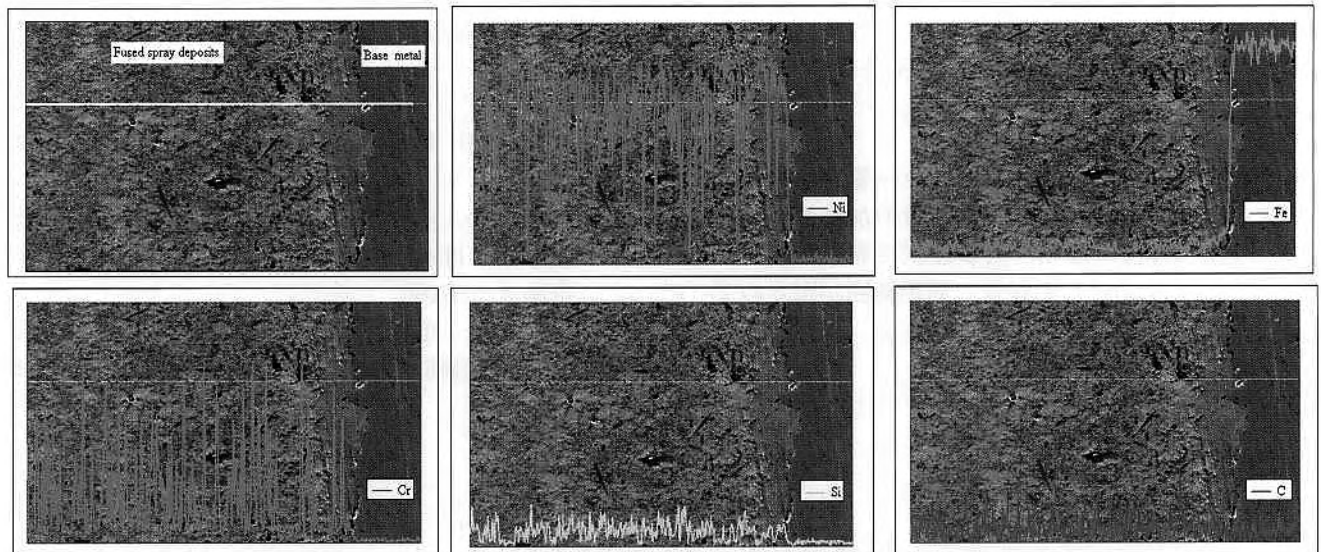 Fused spray deposits
Base metal
Ni
Fe
Cr
Si
C